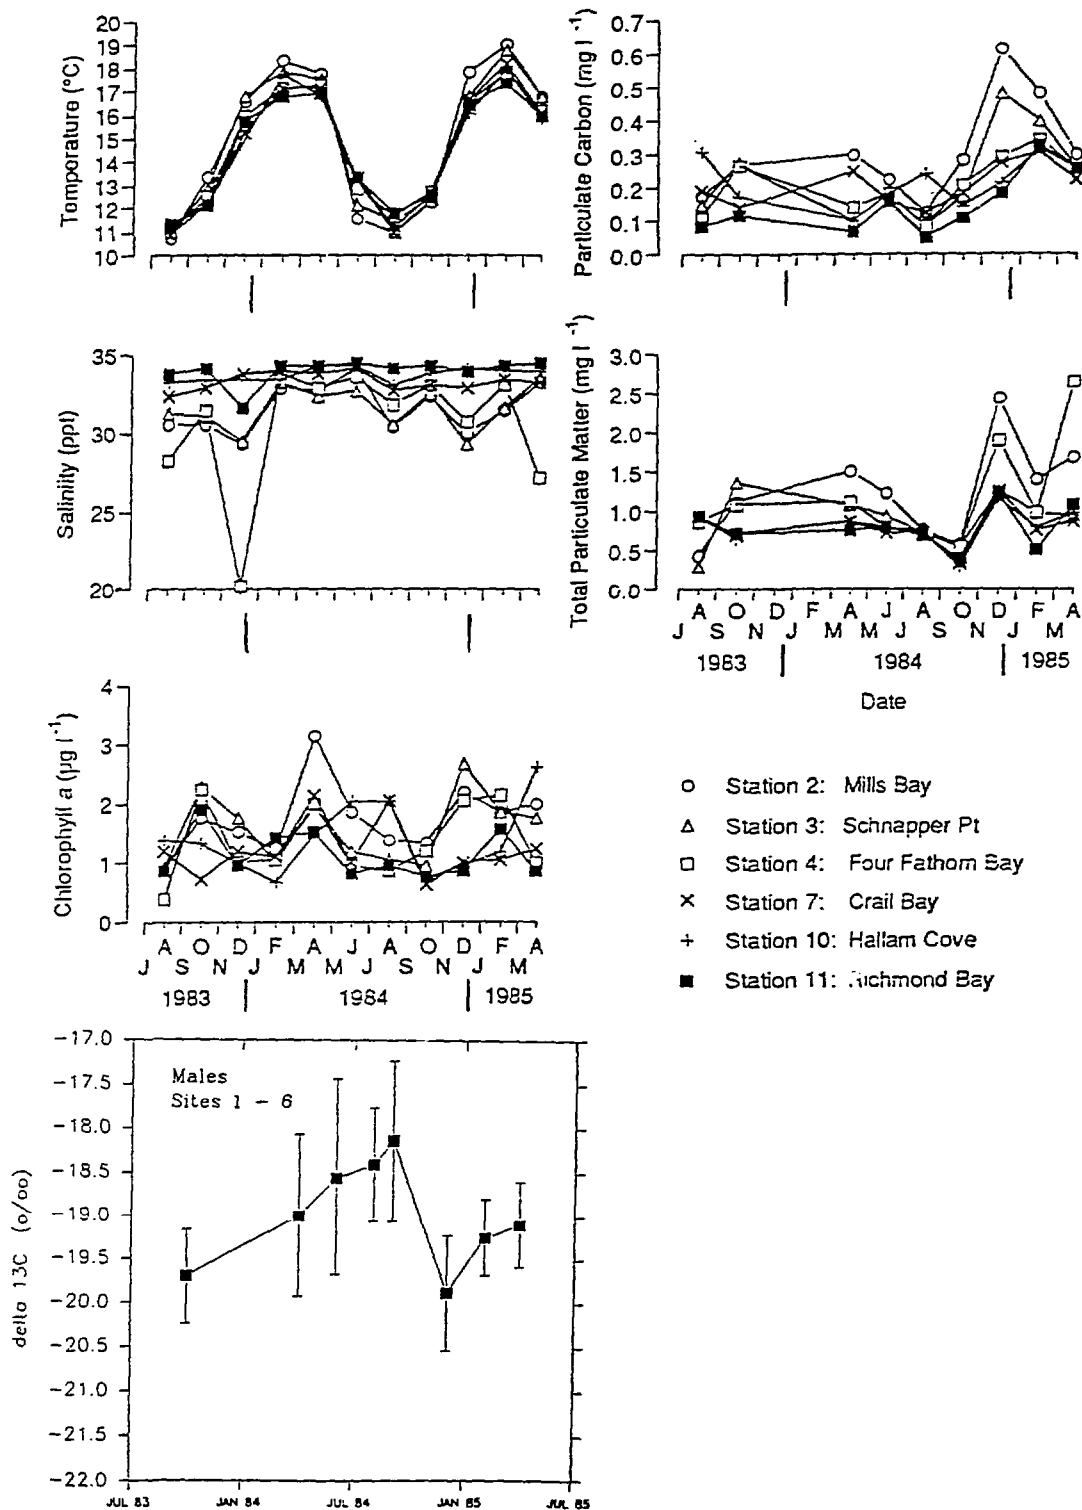 Temporature (°C)
20
19
18
17
16
15
14
13
12
11
10
Particulate Carbon (mg l⁻¹)
0.7
0.6
0.5
0.4
0.3
0.2
0.1
0.0
Salinity (ppt)
35
30
25
20
Total Particulate Matter (mg l⁻¹)
3.0
2.5
2.0
1.5
1.0
0.5
0.0
A O D F A J A O D F A
J S N J M M J S N J M
1983 1984 1985
Date
Chlorophyll a (µg l⁻¹)
4
3
2
1
0
A O D F A J A O D F A
J S N J M M J S N J M
1983 1984 1985
Station 2: Mills Bay
Station 3: Schnapper Pt
Station 4: Four Fathom Bay
Station 7: Crail Bay
Station 10: Hallam Cove
Station 11: Richmond Bay
delta 13C (o/oo)
-17.0
-17.5
-18.0
-18.5
-19.0
-19.5
-20.0
-20.5
-21.0
-21.5
-22.0
Males
Sites 1 - 6
JUL 83 JAN 84 JUL 84 JAN 85 JUL 85